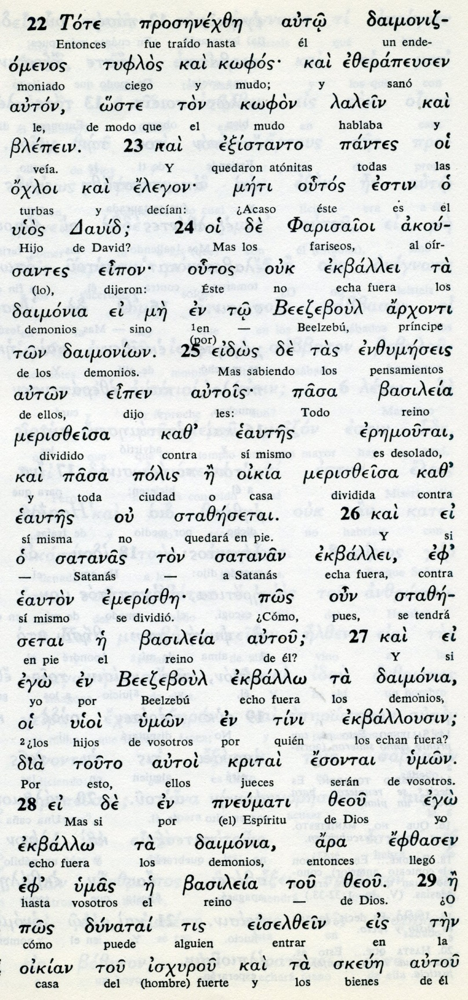 22 Τότε προσηνέχθη αὐτῷ δαιμονιζ-
Entonces fue traído hasta él un ende-
όμενος τυφλὸς καὶ κωφός· καὶ ἐθεράπευσεν
moniado ciego y mudo; y sanó
αὐτόν, ὥστε τὸν κωφὸν λαλεῖν καὶ
le, de modo que el mudo hablaba y
βλέπειν. 23 καὶ ἐξίσταντο πάντες οἱ
veía. Y quedaron atónitas todas las
ὄχλοι καὶ ἔλεγον· μήτι οὗτός ἐστιν ὁ
turbas y decían: ¿Acaso éste es el
υἱὸς Δαυίδ; 24 οἱ δὲ Φαρισαῖοι ἀκού-
Hijo de David? Mas los fariseos, al oír-
σαντες εἶπον· οὗτος οὐκ ἐκβάλλει τὰ
(lo), dijeron: Éste no echa fuera los
δαιμόνια εἰ μὴ ἐν τῷ Βεεζεβοὺλ ἄρχοντι
demonios — sino 1en — Beelzebú, príncipe
(por)
τῶν δαιμονίων. 25 εἰδὼς δὲ τὰς ἐνθυμήσεις
de los demonios. Mas sabiendo los pensamientos
αὐτῶν εἶπεν αὐτοῖς· πᾶσα βασιλεία
de ellos, dijo les: Todo reino
μερισθεῖσα καθ’ ἑαυτῆς ἐρημοῦται,
dividido contra sí mismo es desolado,
καὶ πᾶσα πόλις ἢ οἰκία μερισθεῖσα καθ’
y toda ciudad o casa dividida contra
ἑαυτῆς οὐ σταθήσεται. 26 καὶ εἰ
sí misma no quedará en pie. Y si
ὁ σατανᾶς τὸν σατανᾶν ἐκβάλλει, ἐφ’
— Satanás — a Satanás echa fuera, contra
ἑαυτὸν ἐμερίσθη· πῶς οὖν σταθή-
sí mismo se dividió. ¿Cómo, pues, se tendrá
σεται ἡ βασιλεία αὐτοῦ; 27 καὶ εἰ
en pie el reino de él? Y si
ἐγὼ ἐν Βεεζεβοὺλ ἐκβάλλω τὰ δαιμόνια,
yo por Beelzebú echo fuera los demonios,
οἱ υἱοὶ ὑμῶν ἐν τίνι ἐκβάλλουσιν;
2¿los hijos de vosotros por quién los echan fuera?
διὰ τοῦτο αὐτοὶ κριταὶ ἔσονται ὑμῶν.
Por esto, ellos jueces serán de vosotros.
28 εἰ δὲ ἐν πνεύματι θεοῦ ἐγὼ
Mas si por (el) Espíritu de Dios yo
ἐκβάλλω τὰ δαιμόνια, ἄρα ἔφθασεν
echo fuera los demonios, entonces llegó
ἐφ’ ὑμᾶς ἡ βασιλεία τοῦ θεοῦ. 29 ἢ
hasta vosotros el reino — de Dios. ¿O
πῶς δύναταί τις εἰσελθεῖν εἰς τὴν
cómo puede alguien entrar en la
οἰκίαν τοῦ ἰσχυροῦ καὶ τὰ σκεύη αὐτοῦ
casa del (hombre) fuerte y los bienes de él